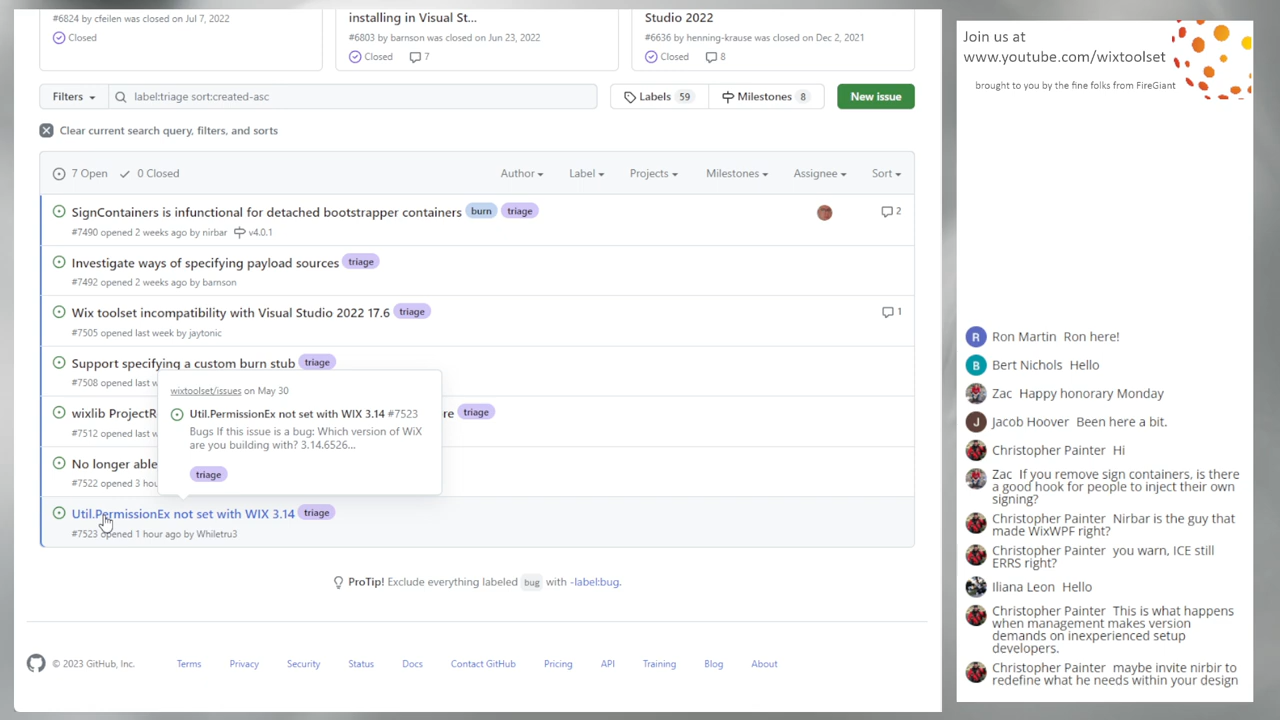 #6824 by cfeilen was closed on Jul 7, 2022
Closed
installing in Visual St...
#6803 by barnson was closed on Jun 23, 2022
Closed 7
Studio 2022
#6636 by henning-krause was closed on Dec 2, 2021
Closed 8
Filters label:triage sort:created-asc Labels 59 Milestones 8 New issue
Clear current search query, filters, and sorts
7 Open 0 Closed Author Label Projects Milestones Assignee Sort
SignContainers is infunctional for detached bootstrapper containers burn triage 2
#7490 opened 2 weeks ago by nirbar v4.0.1
Investigate ways of specifying payload sources triage
#7492 opened 2 weeks ago by barnson
Wix toolset incompatibility with Visual Studio 2022 17.6 triage 1
#7505 opened last week by jaytonic
Support specifying a custom burn stub triage
#7508 opened last w
wixlib ProjectR re triage
#7512 opened last w
No longer able
#7522 opened 3 hou
wixtoolset/issues on May 30
Util.PermissionEx not set with WIX 3.14 #7523
Bugs If this issue is a bug: Which version of WiX
are you building with? 3.14.6526...
triage
Util.PermissionEx not set with WIX 3.14 triage
#7523 opened 1 hour ago by Whiletru3
ProTip! Exclude everything labeled bug with -label:bug.
© 2023 GitHub, Inc. Terms Privacy Security Status Docs Contact GitHub Pricing API Training Blog About
Join us at
www.youtube.com/wixtoolset
brought to you by the fine folks from FireGiant
R Ron Martin Ron here!
B Bert Nichols Hello
Zac Happy honorary Monday
J Jacob Hoover Been here a bit.
Christopher Painter Hi
Zac If you remove sign containers, is there
a good hook for people to inject their own
signing?
Christopher Painter Nirbar is the guy that
made WixWPF right?
Christopher Painter you warn, ICE still
ERRS right?
Iliana Leon Hello
Christopher Painter This is what happens
when management makes version
demands on inexperienced setup
developers.
Christopher Painter maybe invite nirbir to
redefine what he needs within your design